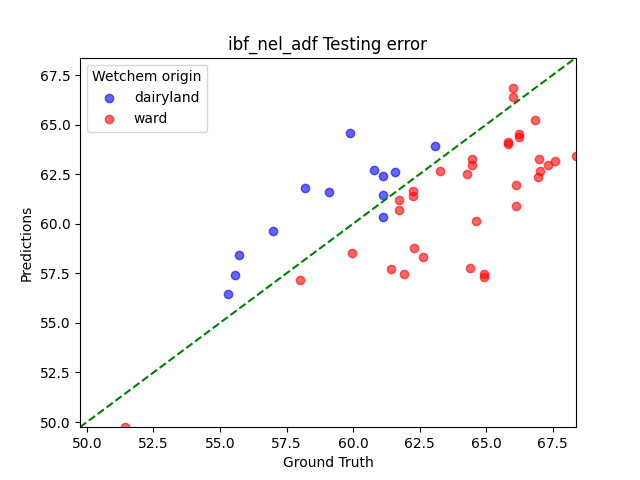 ibf_nel_adf Testing error
Wetchem origin
dairyland
ward
Predictions
67.5
65.0
62.5
60.0
57.5
55.0
52.5
50.0
50.0 52.5 55.0 57.5 60.0 62.5 65.0 67.5
Ground Truth